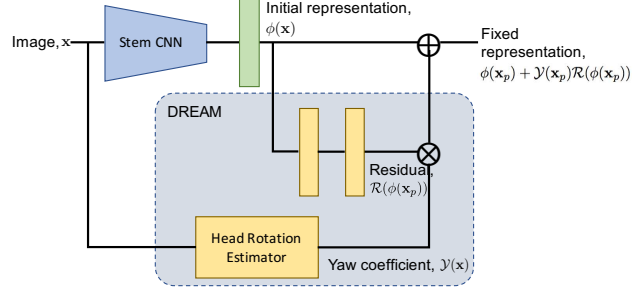 Initial representation,
ϕ(𝐱)
Image, 𝐱
Stem CNN
Fixed
representation,
ϕ(𝐱ₚ) + 𝒴(𝐱ₚ)ℛ(ϕ(𝐱ₚ))
DREAM
Residual,
ℛ(ϕ(𝐱ₚ))
Head Rotation
Estimator
Yaw coefficient, 𝒴(𝐱)